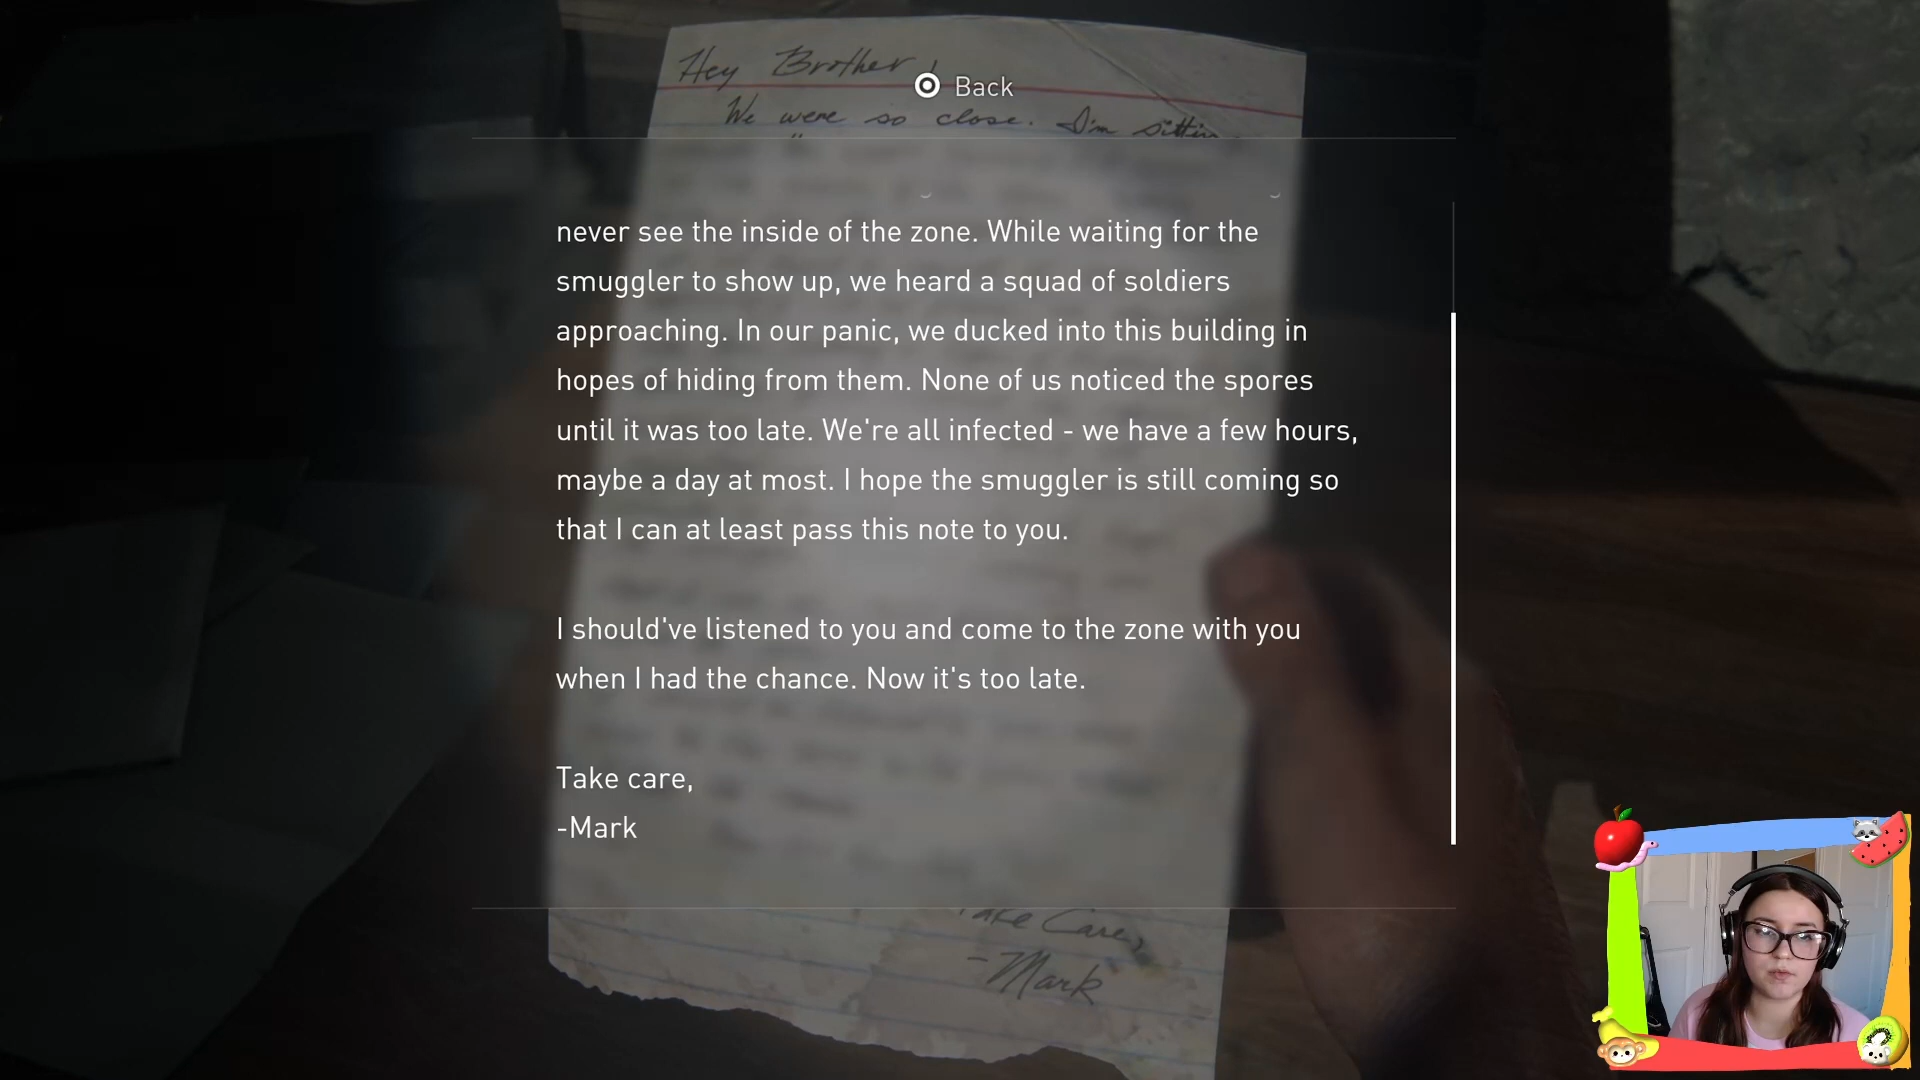 Hey Brother,
Back
We were so close. I'm sittin
never see the inside of the zone. While waiting for the
smuggler to show up, we heard a squad of soldiers
approaching. In our panic, we ducked into this building in
hopes of hiding from them. None of us noticed the spores
until it was too late. We're all infected - we have a few hours,
maybe a day at most. I hope the smuggler is still coming so
that I can at least pass this note to you.
I should've listened to you and come to the zone with you
when I had the chance. Now it's too late.
Take care,
-Mark
Take Care,
-Mark